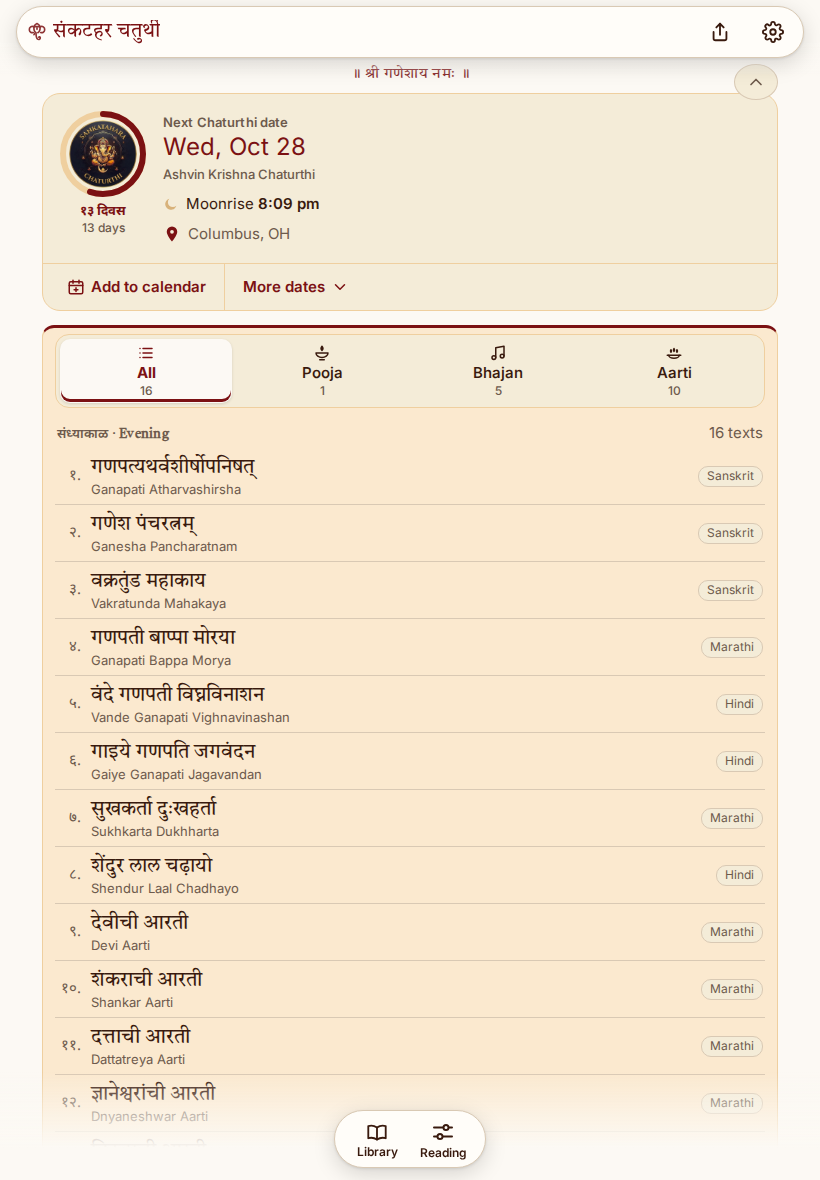 संकटहर चतुर्थी
॥ श्री गणेशाय नमः ॥
SANKATAHARA
CHATURTHI
१३ दिवस
13 days
Next Chaturthi date
Wed, Oct 28
Ashvin Krishna Chaturthi
Moonrise 8:09 pm
Columbus, OH
Add to calendar
More dates
All
16
Pooja
1
Bhajan
5
Aarti
10
संध्याकाळ · Evening
16 texts
१. गणपत्यथर्वशीर्षोपनिषत्
Ganapati Atharvashirsha
Sanskrit
२. गणेश पंचरत्नम्
Ganesha Pancharatnam
Sanskrit
३. वक्रतुंड महाकाय
Vakratunda Mahakaya
Sanskrit
४. गणपती बाप्पा मोरया
Ganapati Bappa Morya
Marathi
५. वंदे गणपती विघ्नविनाशन
Vande Ganapati Vighnavinashan
Hindi
६. गाइये गणपति जगवंदन
Gaiye Ganapati Jagavandan
Hindi
७. सुखकर्ता दुःखहर्ता
Sukhkarta Dukhharta
Marathi
८. शेंदुर लाल चढ़ायो
Shendur Laal Chadhayo
Hindi
९. देवीची आरती
Devi Aarti
Marathi
१०. शंकराची आरती
Shankar Aarti
Marathi
११. दत्ताची आरती
Dattatreya Aarti
Marathi
१२. ज्ञानेश्वरांची आरती
Dnyaneshwar Aarti
Marathi
Library
Reading